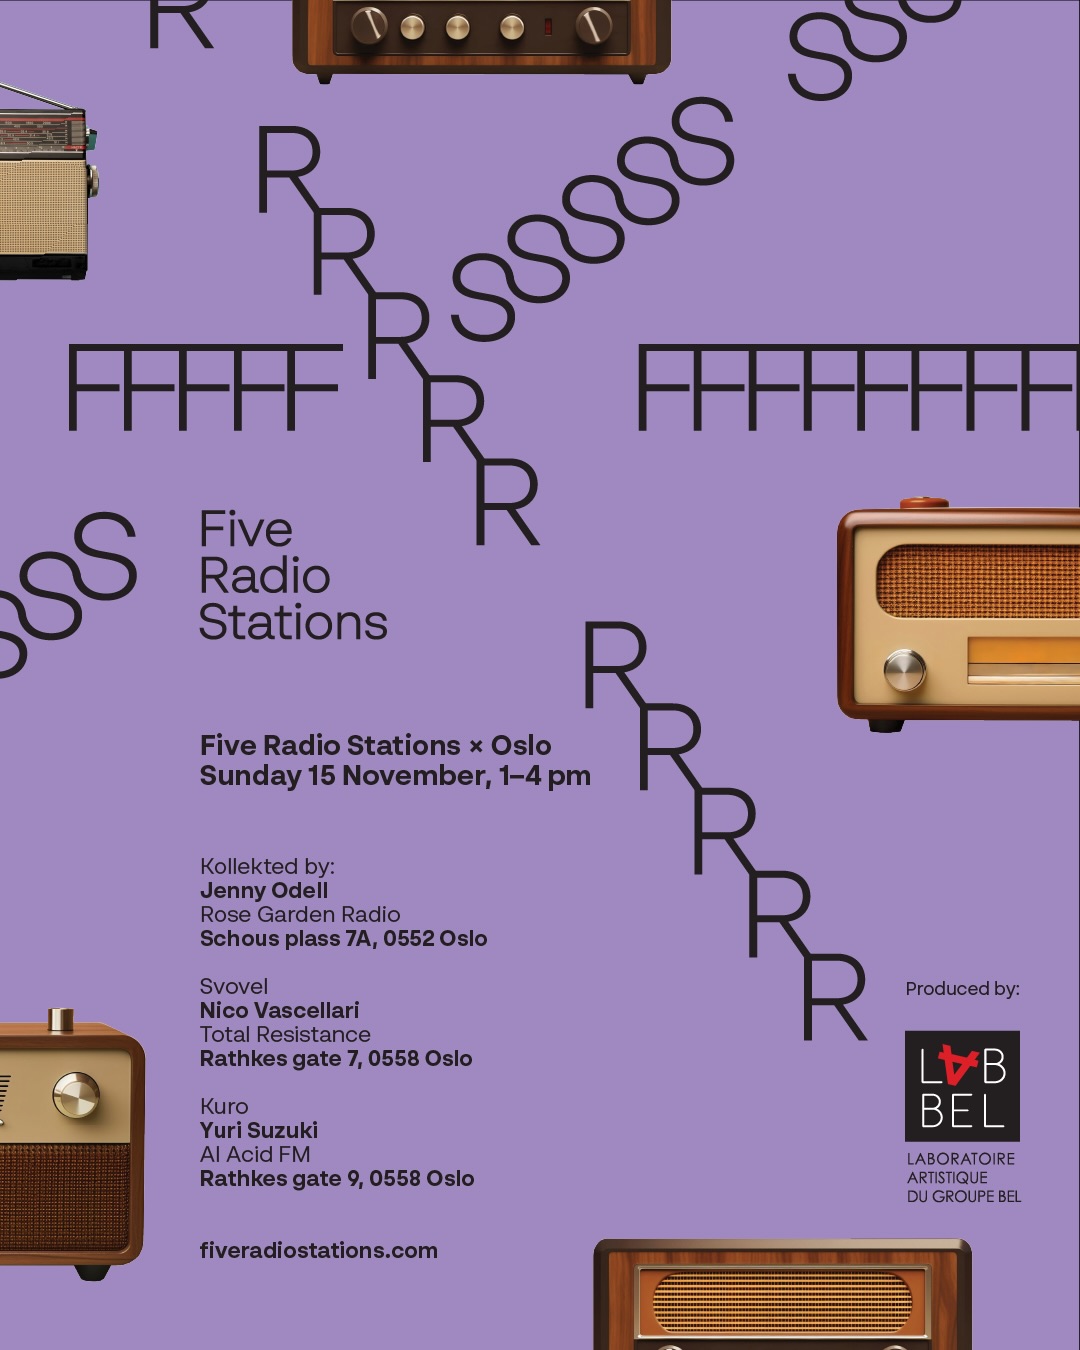 R
SSS
R
R
R
R
R
SSSSS
FFFFF
FFFFFFFF
SSS
Five
Radio
Stations
R
R
R
R
R
Five Radio Stations × Oslo
Sunday 15 November, 1–4 pm
Kollekted by:
Jenny Odell
Rose Garden Radio
Schous plass 7A, 0552 Oslo
Svovel
Nico Vascellari
Total Resistance
Rathkes gate 7, 0558 Oslo
Kuro
Yuri Suzuki
AI Acid FM
Rathkes gate 9, 0558 Oslo
fiveradiostations.com
Produced by:
LAB
BEL
LABORATOIRE
ARTISTIQUE
DU GROUPE BEL